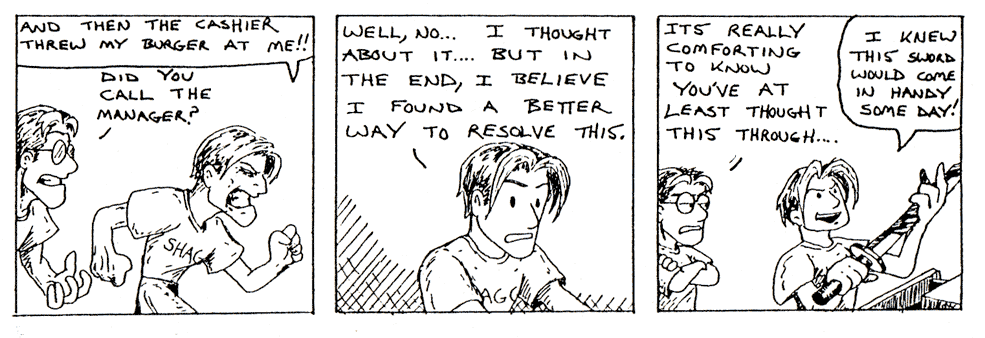 AND THEN THE CASHIER
THREW MY BURGER AT ME!!
DID YOU
CALL THE
MANAGER?
SHAG
WELL, NO... I THOUGHT
ABOUT IT.... BUT IN
THE END, I BELIEVE
I FOUND A BETTER
WAY TO RESOLVE THIS.
AGG
ITS REALLY
COMFORTING
TO KNOW
YOU'VE AT
LEAST THOUGHT
THIS THROUGH....
I KNEW
THIS SWORD
WOULD COME
IN HANDY
SOME DAY!